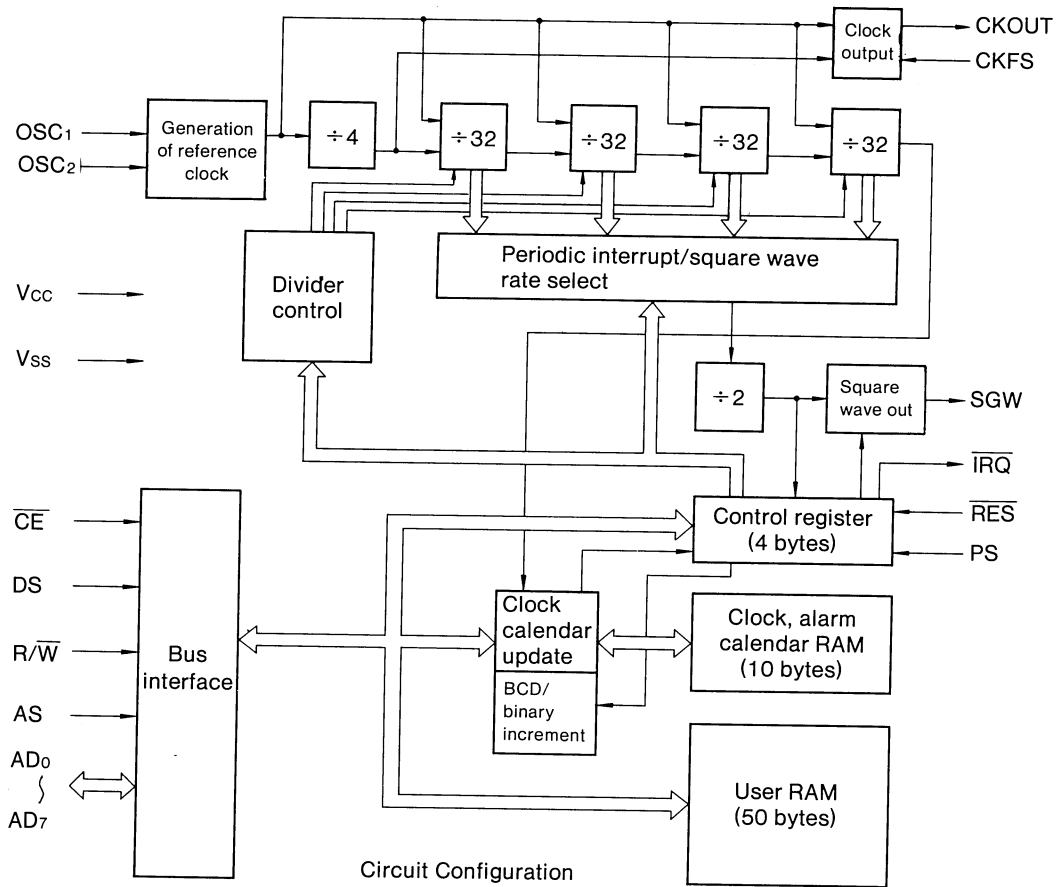 Clock
output
CKOUT
CKFS
OSC1
OSC2
Generation
of reference
clock
÷4
÷32
÷32
÷32
÷32
Divider
control
Periodic interrupt/square wave
rate select
VCC
VSS
÷2
Square
wave out
SGW
IRQ
CE
DS
R/W
AS
AD0
AD7
Bus
interface
Control register
(4 bytes)
RES
PS
Clock
calendar
update
BCD/
binary
increment
Clock, alarm
calendar RAM
(10 bytes)
User RAM
(50 bytes)
Circuit Configuration